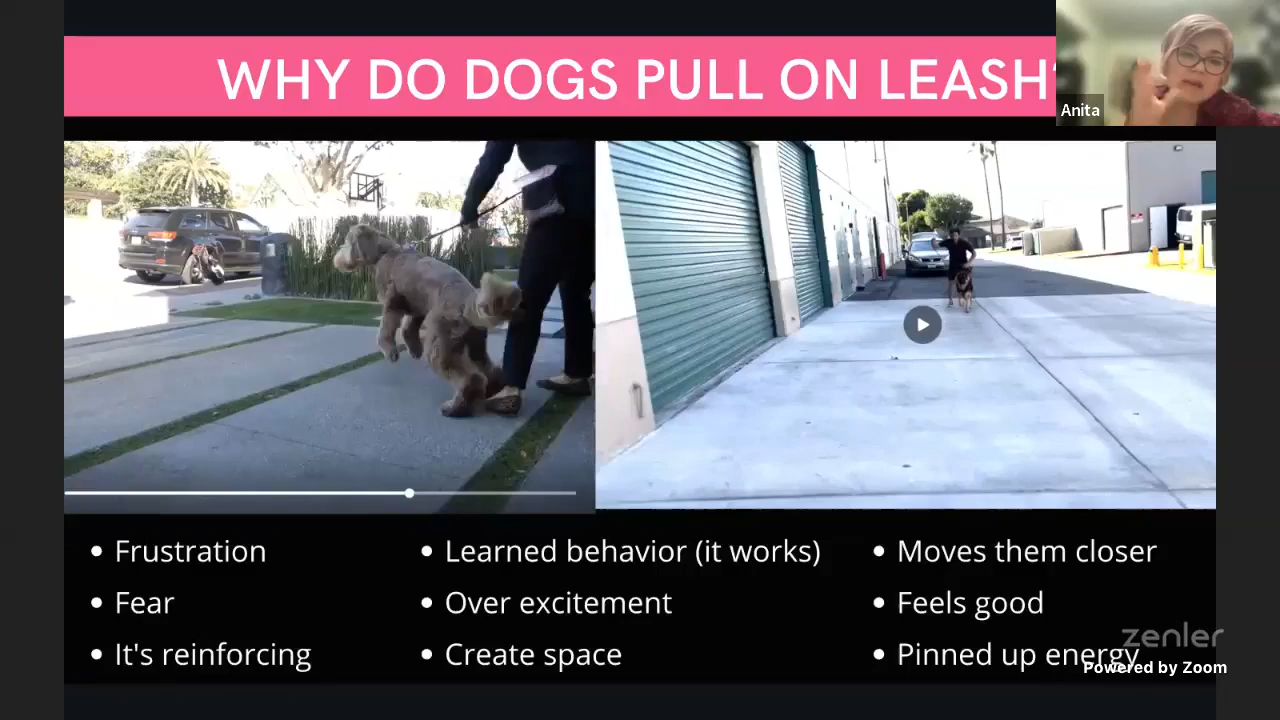 WHY DO DOGS PULL ON LEASH?
Anita
• Frustration
• Fear
• It's reinforcing
• Learned behavior (it works)
• Over excitement
• Create space
• Moves them closer
• Feels good
• Pinned up energy
zenler
Powered by Zoom